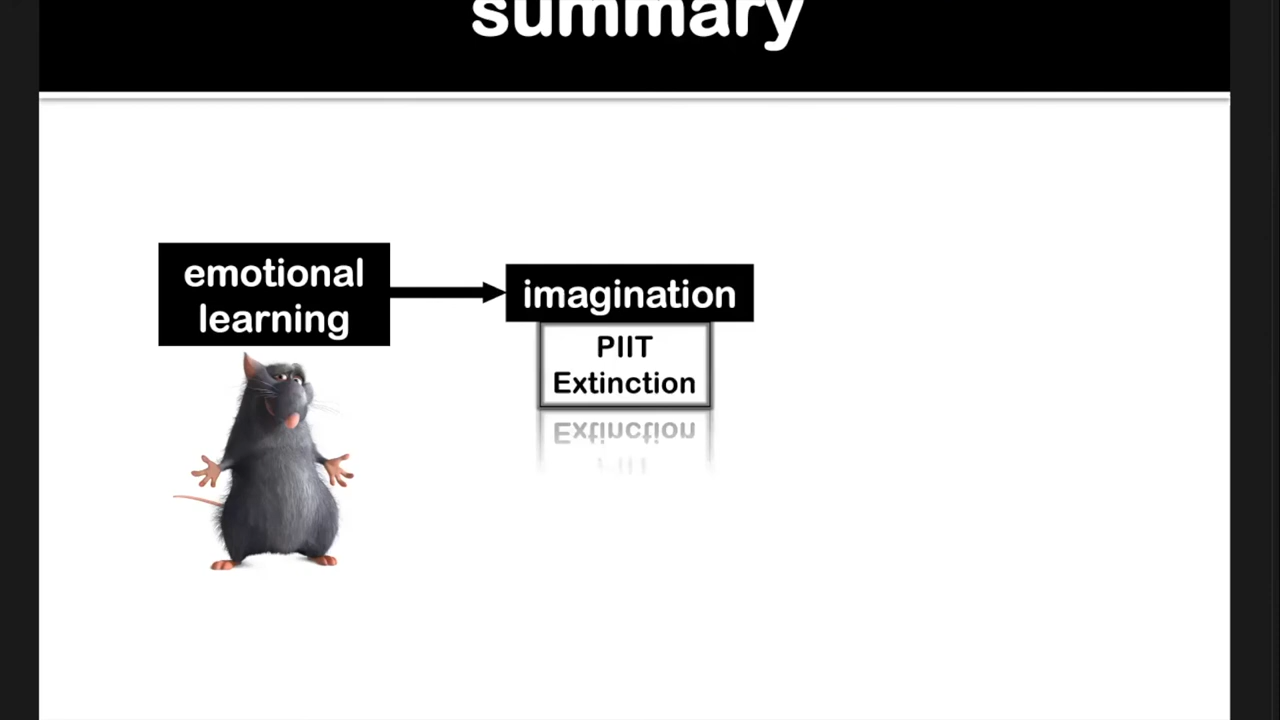 summary
emotional
learning
imagination
PIIT
Extinction